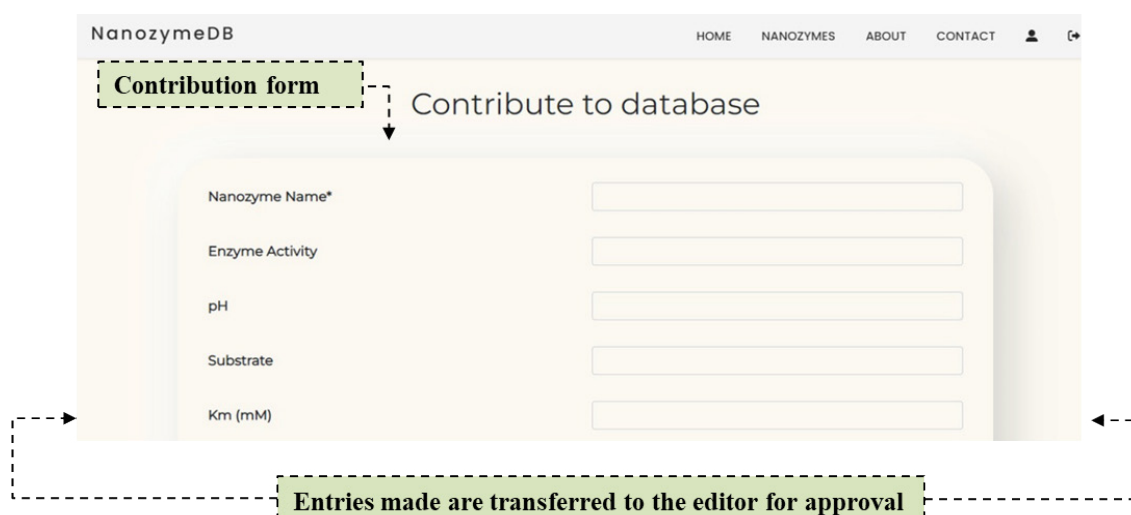 NanozymeDB
HOME NANOZYMES ABOUT CONTACT
Contribution form
Contribute to database
Nanozyme Name*
Enzyme Activity
pH
Substrate
Km (mM)
Entries made are transferred to the editor for approval